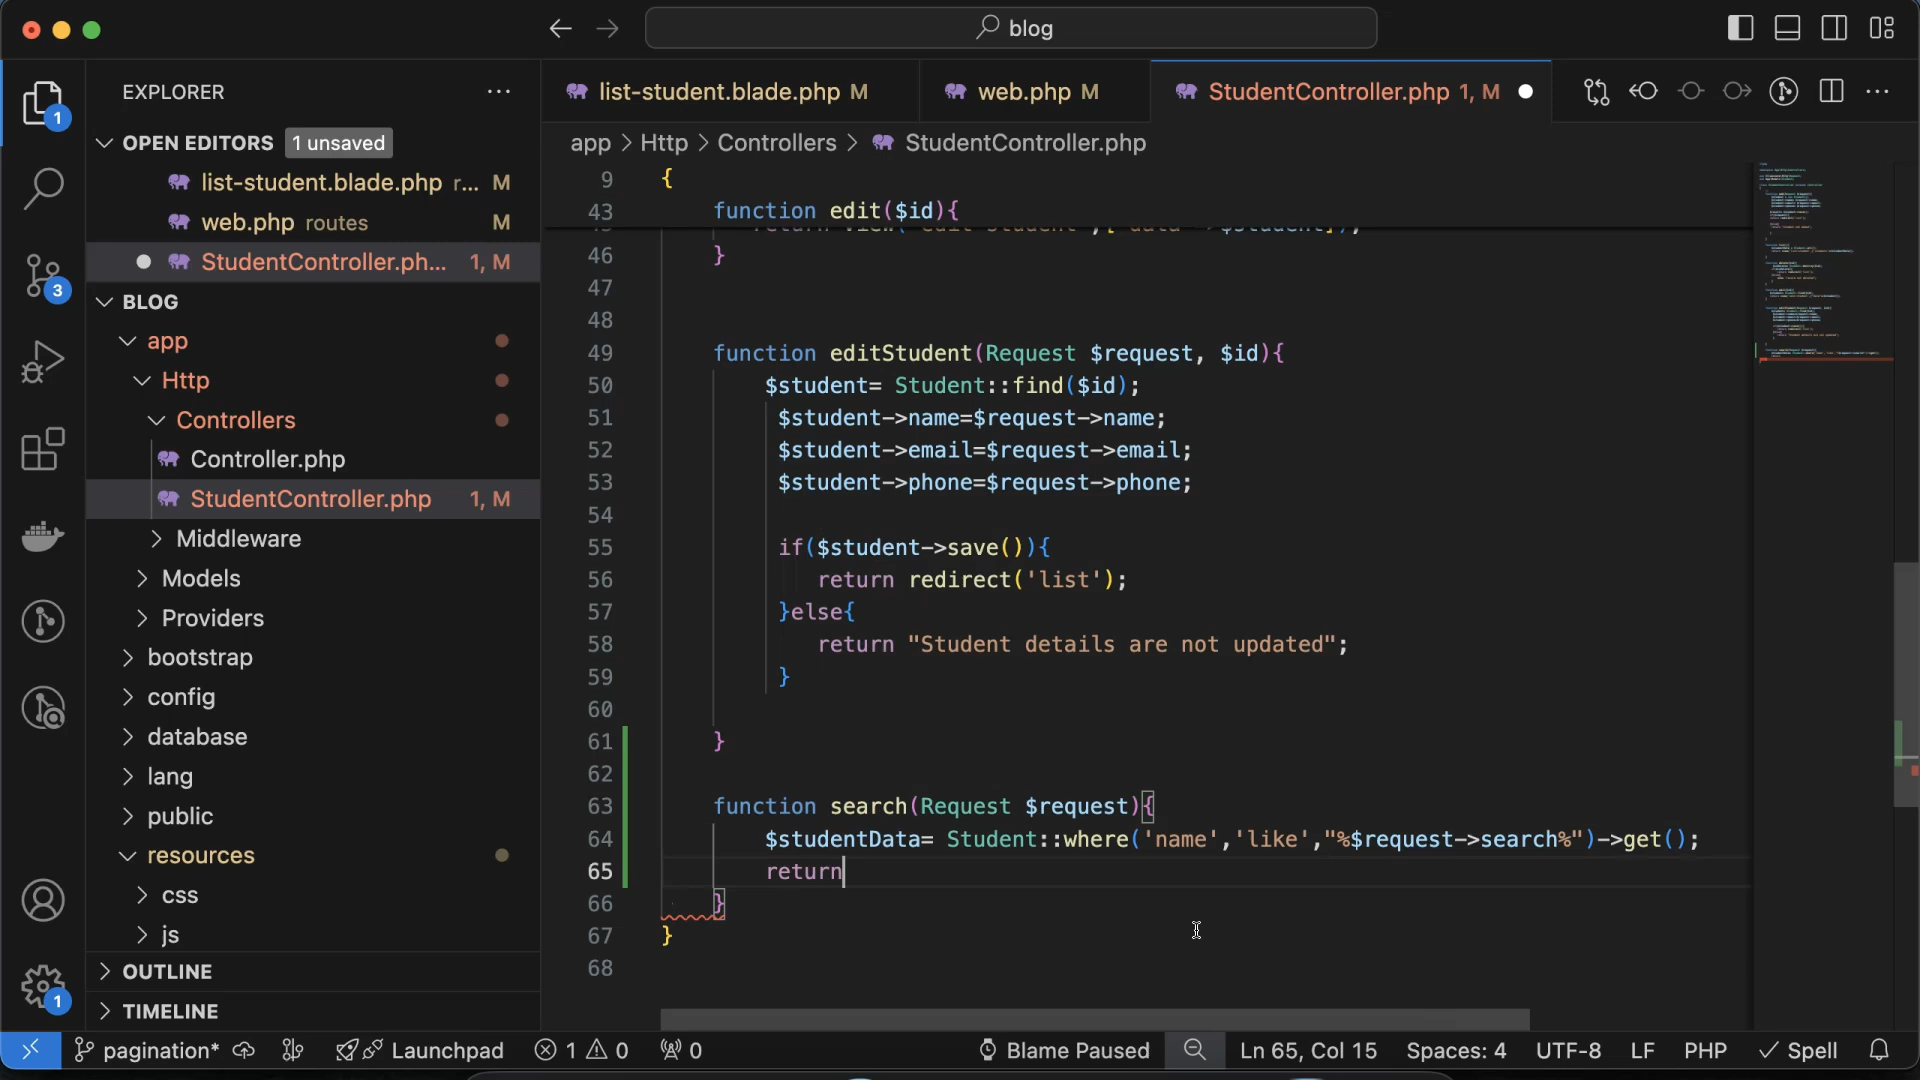 blog
EXPLORER
OPEN EDITORS 1 unsaved
list-student.blade.php r... M
web.php routes M
StudentController.ph... 1, M
BLOG
app
Http
Controllers
Controller.php
StudentController.php 1, M
Middleware
Models
Providers
bootstrap
config
database
lang
public
resources
css
js
OUTLINE
TIMELINE
1
3
1
list-student.blade.php M
web.php M
StudentController.php 1, M
app > Http > Controllers > StudentController.php
9 {
43 function edit($id){
46 }
47
48
49 function editStudent(Request $request, $id){
50 $student= Student::find($id);
51 $student->name=$request->name;
52 $student->email=$request->email;
53 $student->phone=$request->phone;
54
55 if($student->save()){
56 return redirect('list');
57 }else{
58 return "Student details are not updated";
59 }
60
61 }
62
63 function search(Request $request){
64 $studentData= Student::where('name','like',"%$request->search%")->get();
65 return
66 }
67 }
68
pagination* Launchpad 1 0 0 Blame Paused Ln 65, Col 15 Spaces: 4 UTF-8 LF PHP Spell